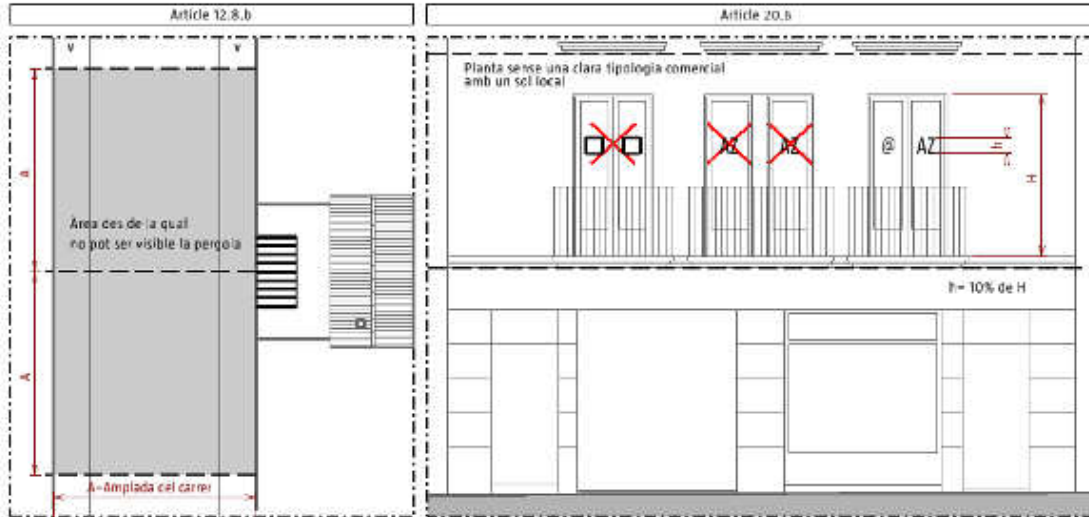 Article 12.8.b
v
v
a
Àrea des de la qual
no pot ser visible la pergola
A
A=Amplada del carrer
Article 20.6
Planta sense una clara tipologia comercial
amb un sol local
AZ
AZ
@ AZ
h
H
h= 10% de H